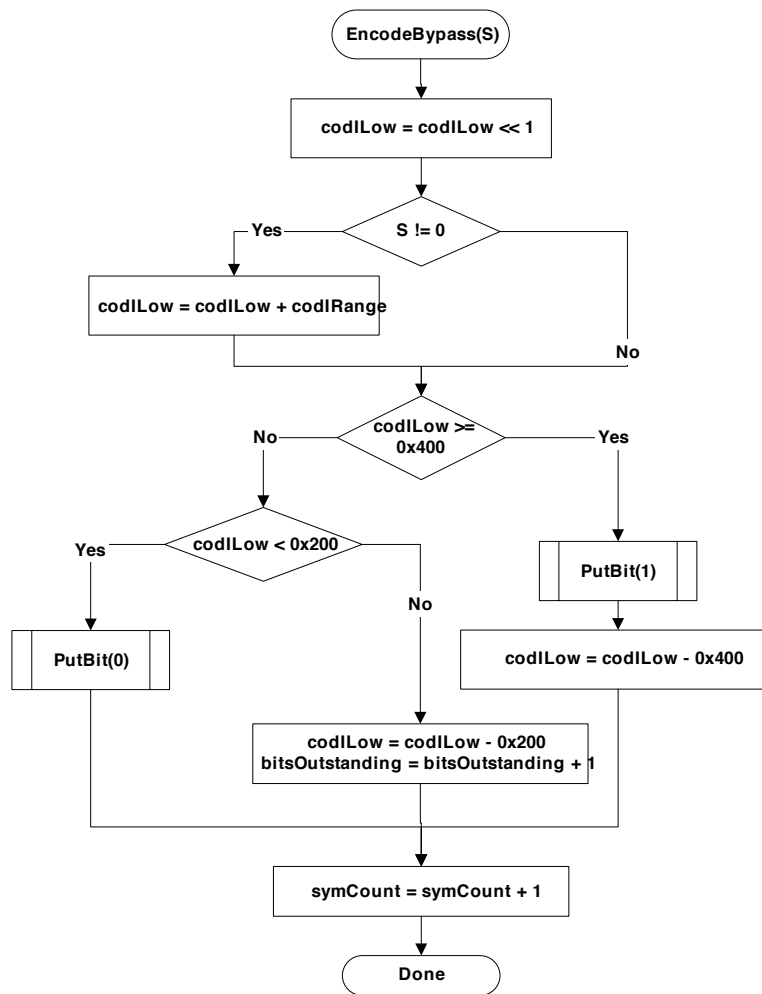 EncodeBypass(S)
codILow = codILow << 1
S != 0
Yes
codILow = codILow + codIRange
No
codILow >=
0x400
No
Yes
codILow < 0x200
Yes
No
PutBit(1)
PutBit(0)
codILow = codILow - 0x400
codILow = codILow - 0x200
bitsOutstanding = bitsOutstanding + 1
symCount = symCount + 1
Done